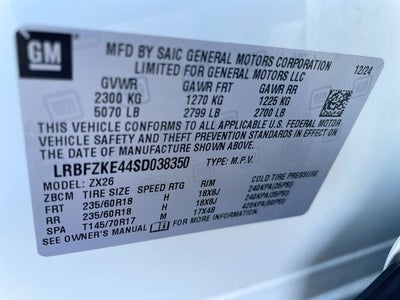 GM
MFD BY SAIC GENERAL MOTORS CORPORATION
LIMITED FOR GENERAL MOTORS LLC 12/24
GVWR GAWR FRT GAWR RR
2300 KG 1270 KG 1225 KG
5070 LB 2799 LB 2700 LB
THIS VEHICLE CONFORMS TO ALL APPLICABLE U.S. FEDERAL MOTOR
VEHICLE SAFETY AND THEFT PREVENTION STANDARDS IN EFFECT ON
THE DATE OF MANUFACTURE SHOWN ABOVE.
LRBFZKE44SD038350 TYPE: M.P.V.
MODEL: ZX26
ZBCM TIRE SIZE SPEED RTG RIM COLD TIRE PRESSURE
FRT 235/60R18 H 18X8J 240KPA(35PSI)
RR 235/60R18 H 18X8J 240KPA(35PSI)
SPA T145/70R17 M 17X4B 420KPA(60PSI)
SEE OWNER'S MANUAL